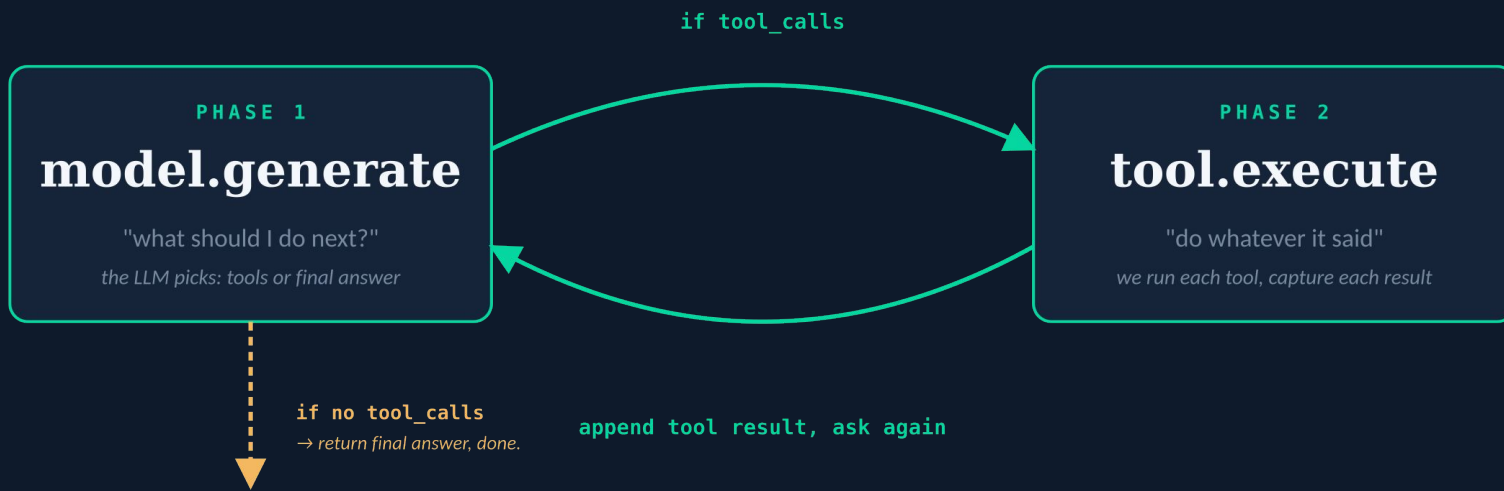 if tool_calls
PHASE 1
model.generate
"what should I do next?"
the LLM picks: tools or final answer
PHASE 2
tool.execute
"do whatever it said"
we run each tool, capture each result
if no tool_calls
→ return final answer, done.
append tool result, ask again